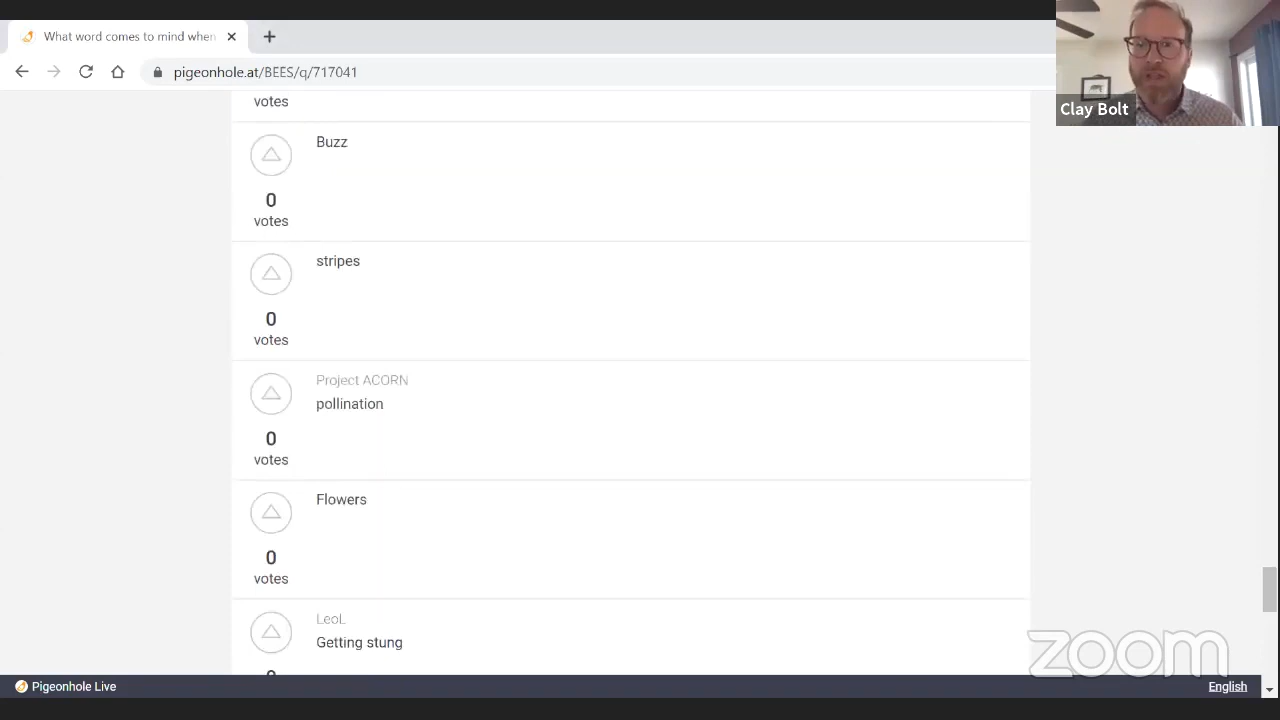 What word comes to mind when
pigeonhole.at/BEES/q/717041
Clay Bolt
votes
Buzz
0
votes
stripes
0
votes
Project ACORN
pollination
0
votes
Flowers
0
votes
LeoL
Getting stung
zoom
Pigeonhole Live
English